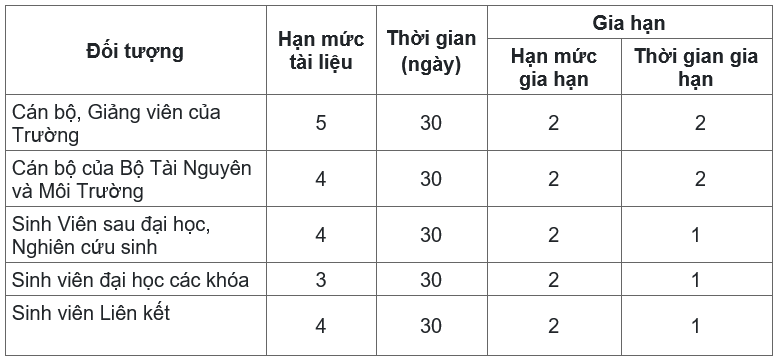 Đối tượng
Hạn mức
tài liệu
Thời gian
(ngày)
Gia hạn
Hạn mức
gia hạn
Thời gian gia
hạn
Cán bộ, Giảng viên của
Trường
5
30
2
2
Cán bộ của Bộ Tài Nguyên
và Môi Trường
4
30
2
2
Sinh Viên sau đại học,
Nghiên cứu sinh
4
30
2
1
Sinh viên đại học các khóa
3
30
2
1
Sinh viên Liên kết
4
30
2
1